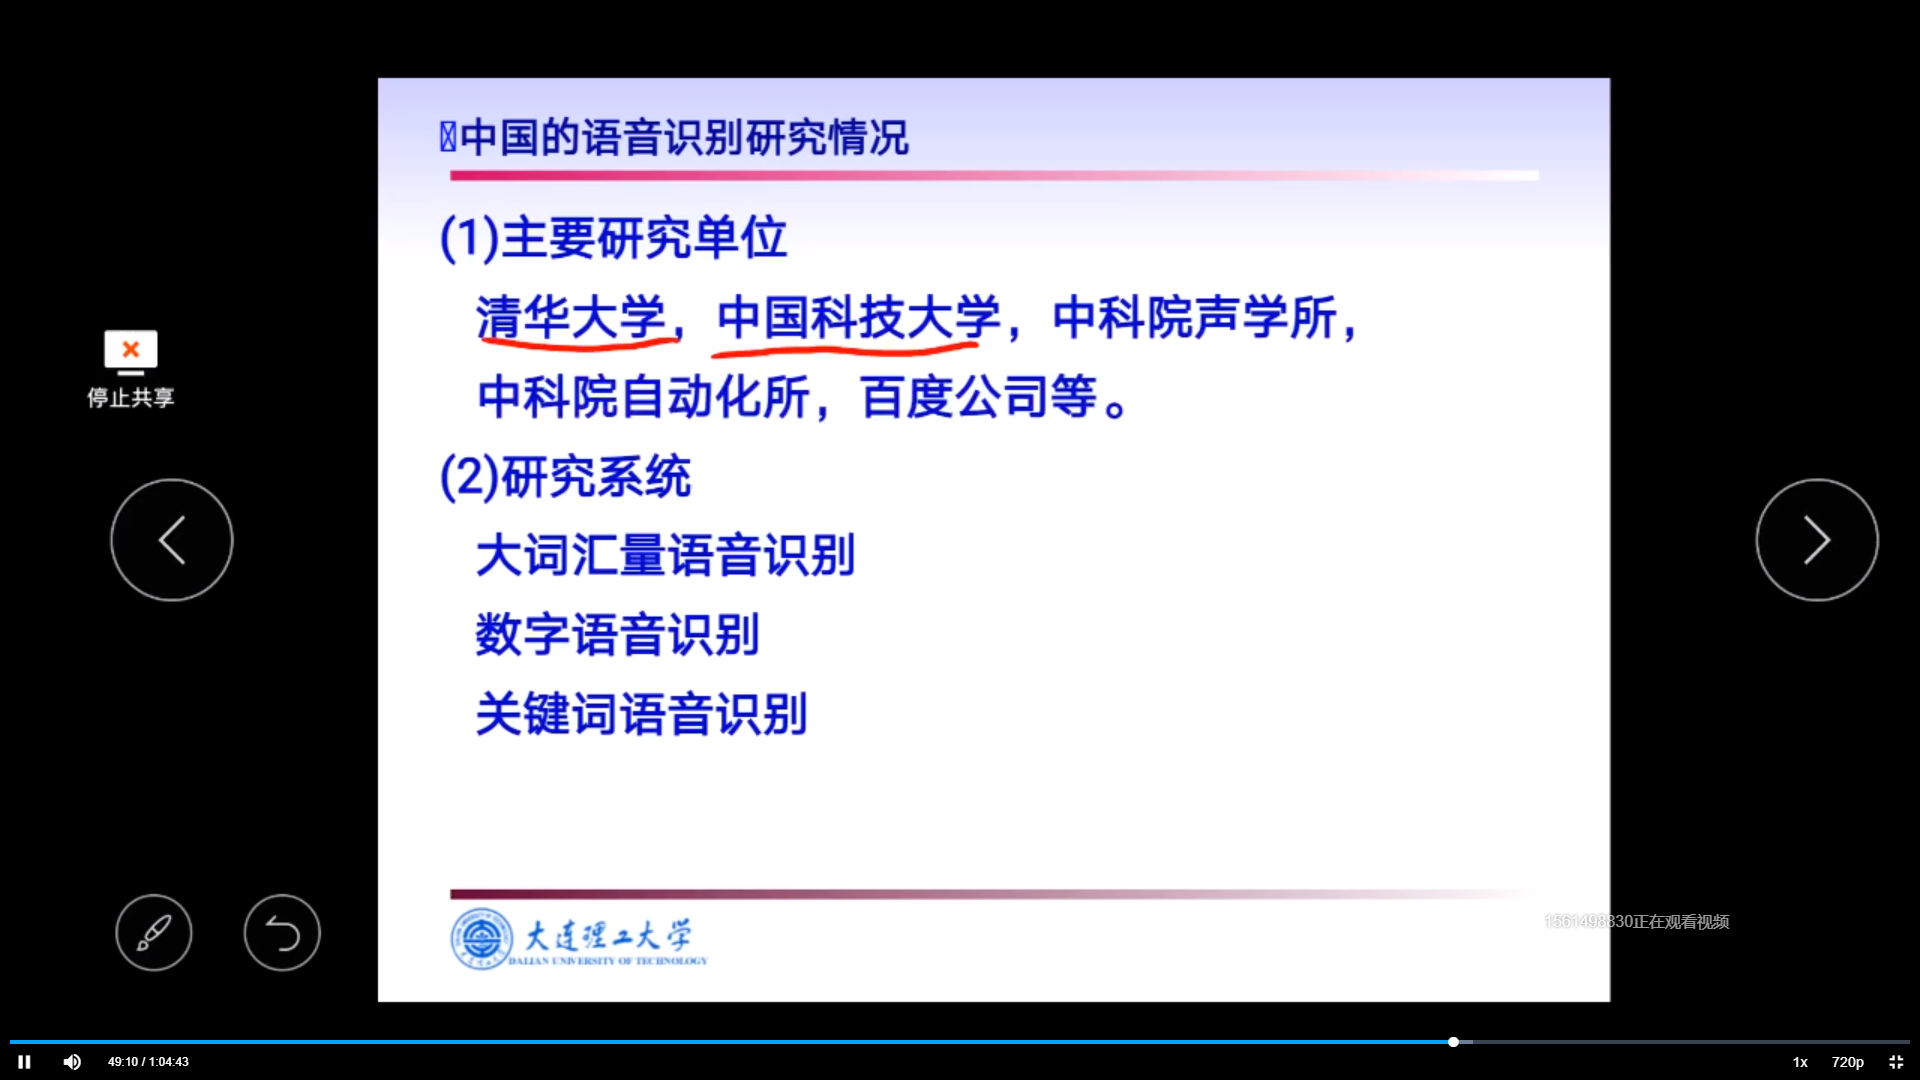 中国的语音识别研究情况
(1)主要研究单位
清华大学，中国科技大学，中科院声学所，
中科院自动化所，百度公司等。
(2)研究系统
大词汇量语音识别
数字语音识别
关键词语音识别
停止共享
大连理工大学
DALIAN UNIVERSITY OF TECHNOLOGY
1561498330正在观看视频
49:10 / 1:04:43
1x
720p